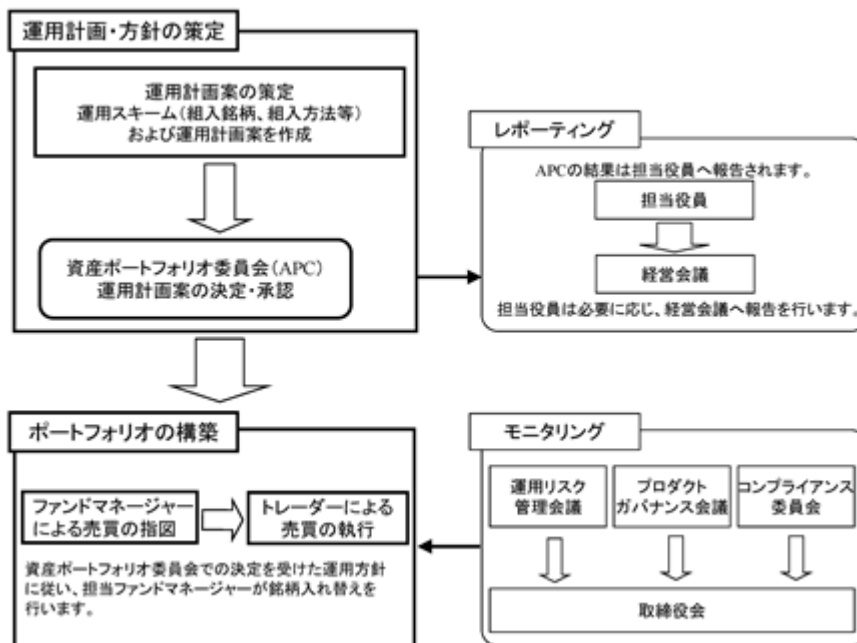 運用計画・方針の策定
運用計画案の策定
運用スキーム(組入銘柄、組入方法等)
および運用計画案を作成
資産ポートフォリオ委員会(APC)
運用計画案の決定・承認
レポーティング
APCの結果は担当役員へ報告されます。
担当役員
経営会議
担当役員は必要に応じ、経営会議へ報告を行います。
ポートフォリオの構築
ファンドマネージャー
による売買の指図
トレーダーによる
売買の執行
資産ポートフォリオ委員会での決定を受けた運用方針
に従い、担当ファンドマネージャーが銘柄入れ替えを
行います。
モニタリング
運用リスク
管理会議
プロダクト
ガバナンス会議
コンプライアンス
委員会
取締役会